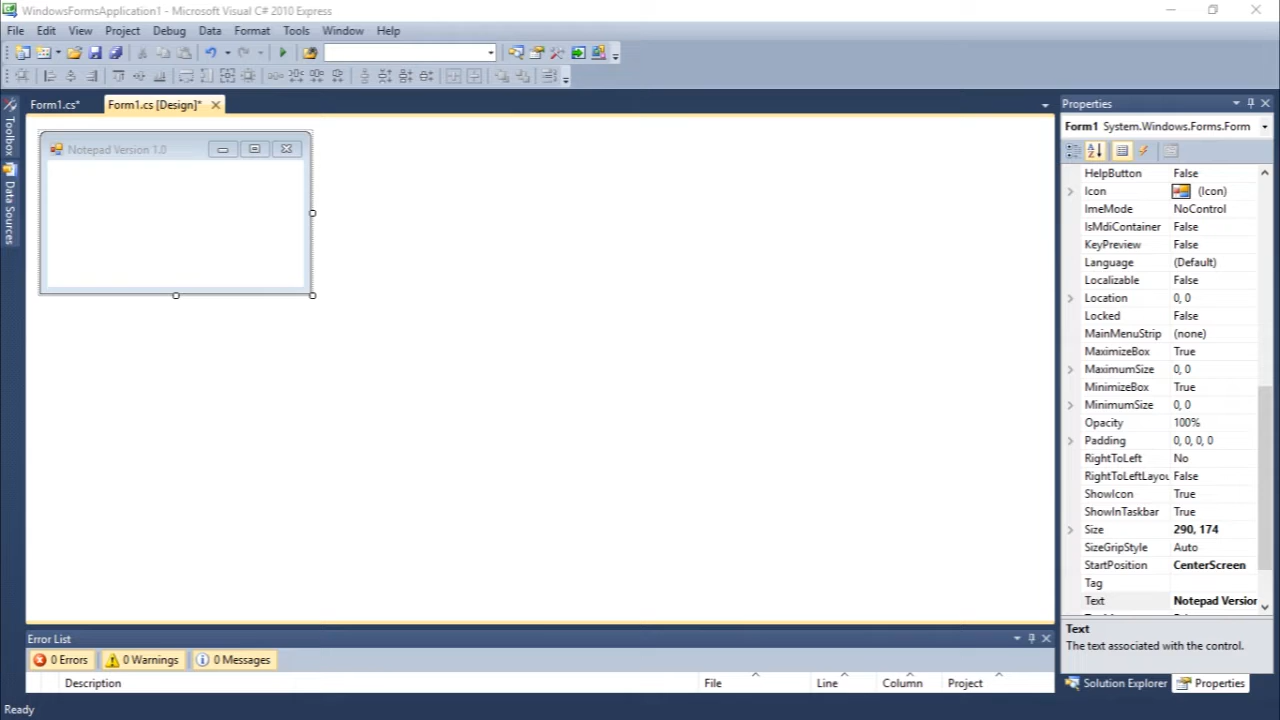 WindowsFormsApplication1 - Microsoft Visual C# 2010 Express
File Edit View Project Debug Data Format Tools Window Help
Form1.cs*
Form1.cs [Design]*
Toolbox
Data Sources
Notepad Version 1.0
Properties
Form1 System.Windows.Forms.Form
HelpButton False
Icon (Icon)
ImeMode NoControl
IsMdiContainer False
KeyPreview False
Language (Default)
Localizable False
Location 0, 0
Locked False
MainMenuStrip (none)
MaximizeBox True
MaximumSize 0, 0
MinimizeBox True
MinimumSize 0, 0
Opacity 100%
Padding 0, 0, 0, 0
RightToLeft No
RightToLeftLayou False
ShowIcon True
ShowInTaskbar True
Size 290, 174
SizeGripStyle Auto
StartPosition CenterScreen
Tag
Text Notepad Version
Text
The text associated with the control.
Solution Explorer Properties
Error List
0 Errors 0 Warnings 0 Messages
Description File Line Column Project
Ready